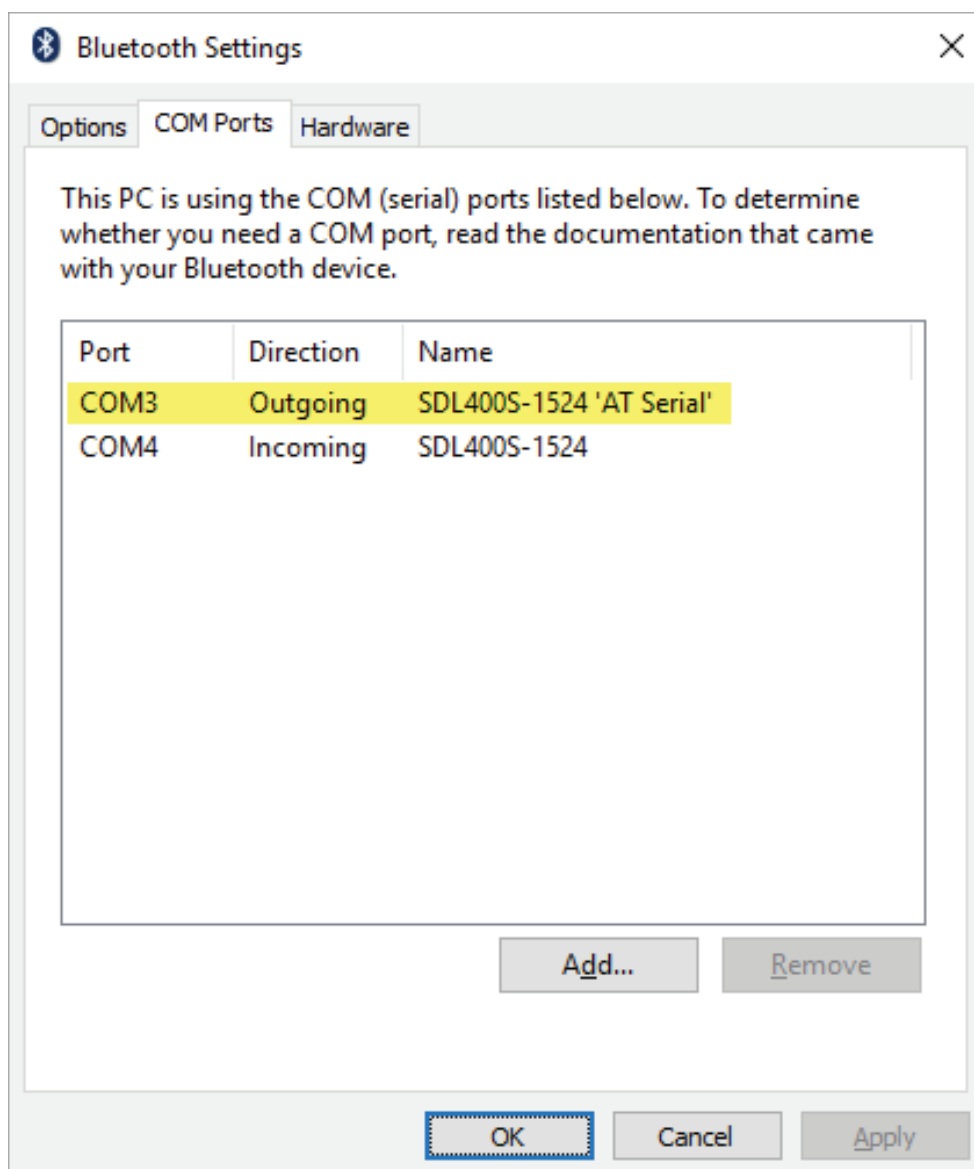 Bluetooth Settings
Options COM Ports Hardware
This PC is using the COM (serial) ports listed below. To determine
whether you need a COM port, read the documentation that came
with your Bluetooth device.
Port Direction Name
COM3 Outgoing SDL400S-1524 'AT Serial'
COM4 Incoming SDL400S-1524
Add... Remove
OK Cancel Apply